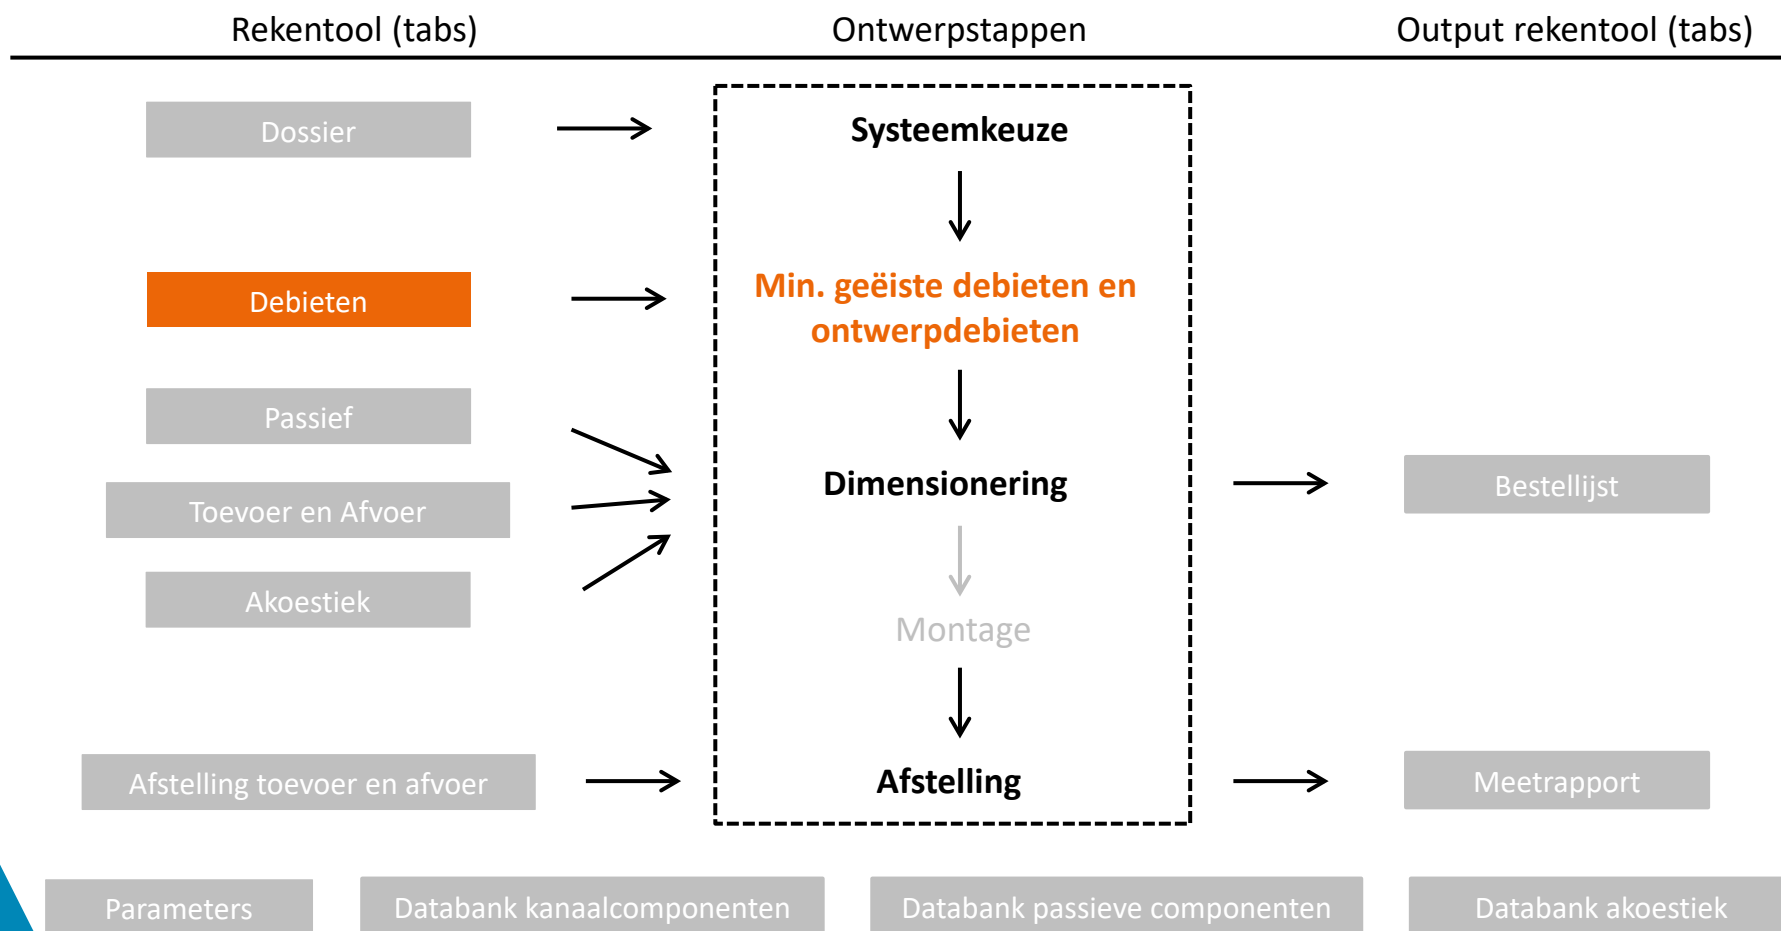 Rekentool (tabs)
Ontwerpstappen
Output rekentool (tabs)
Dossier
Systeemkeuze
Debieten
Min. geëiste debieten en
ontwerpdebieten
Passief
Toevoer en Afvoer
Dimensionering
Bestellijst
Akoestiek
Montage
Afstelling toevoer en afvoer
Afstelling
Meetrapport
Parameters
Databank kanaalcomponenten
Databank passieve componenten
Databank akoestiek